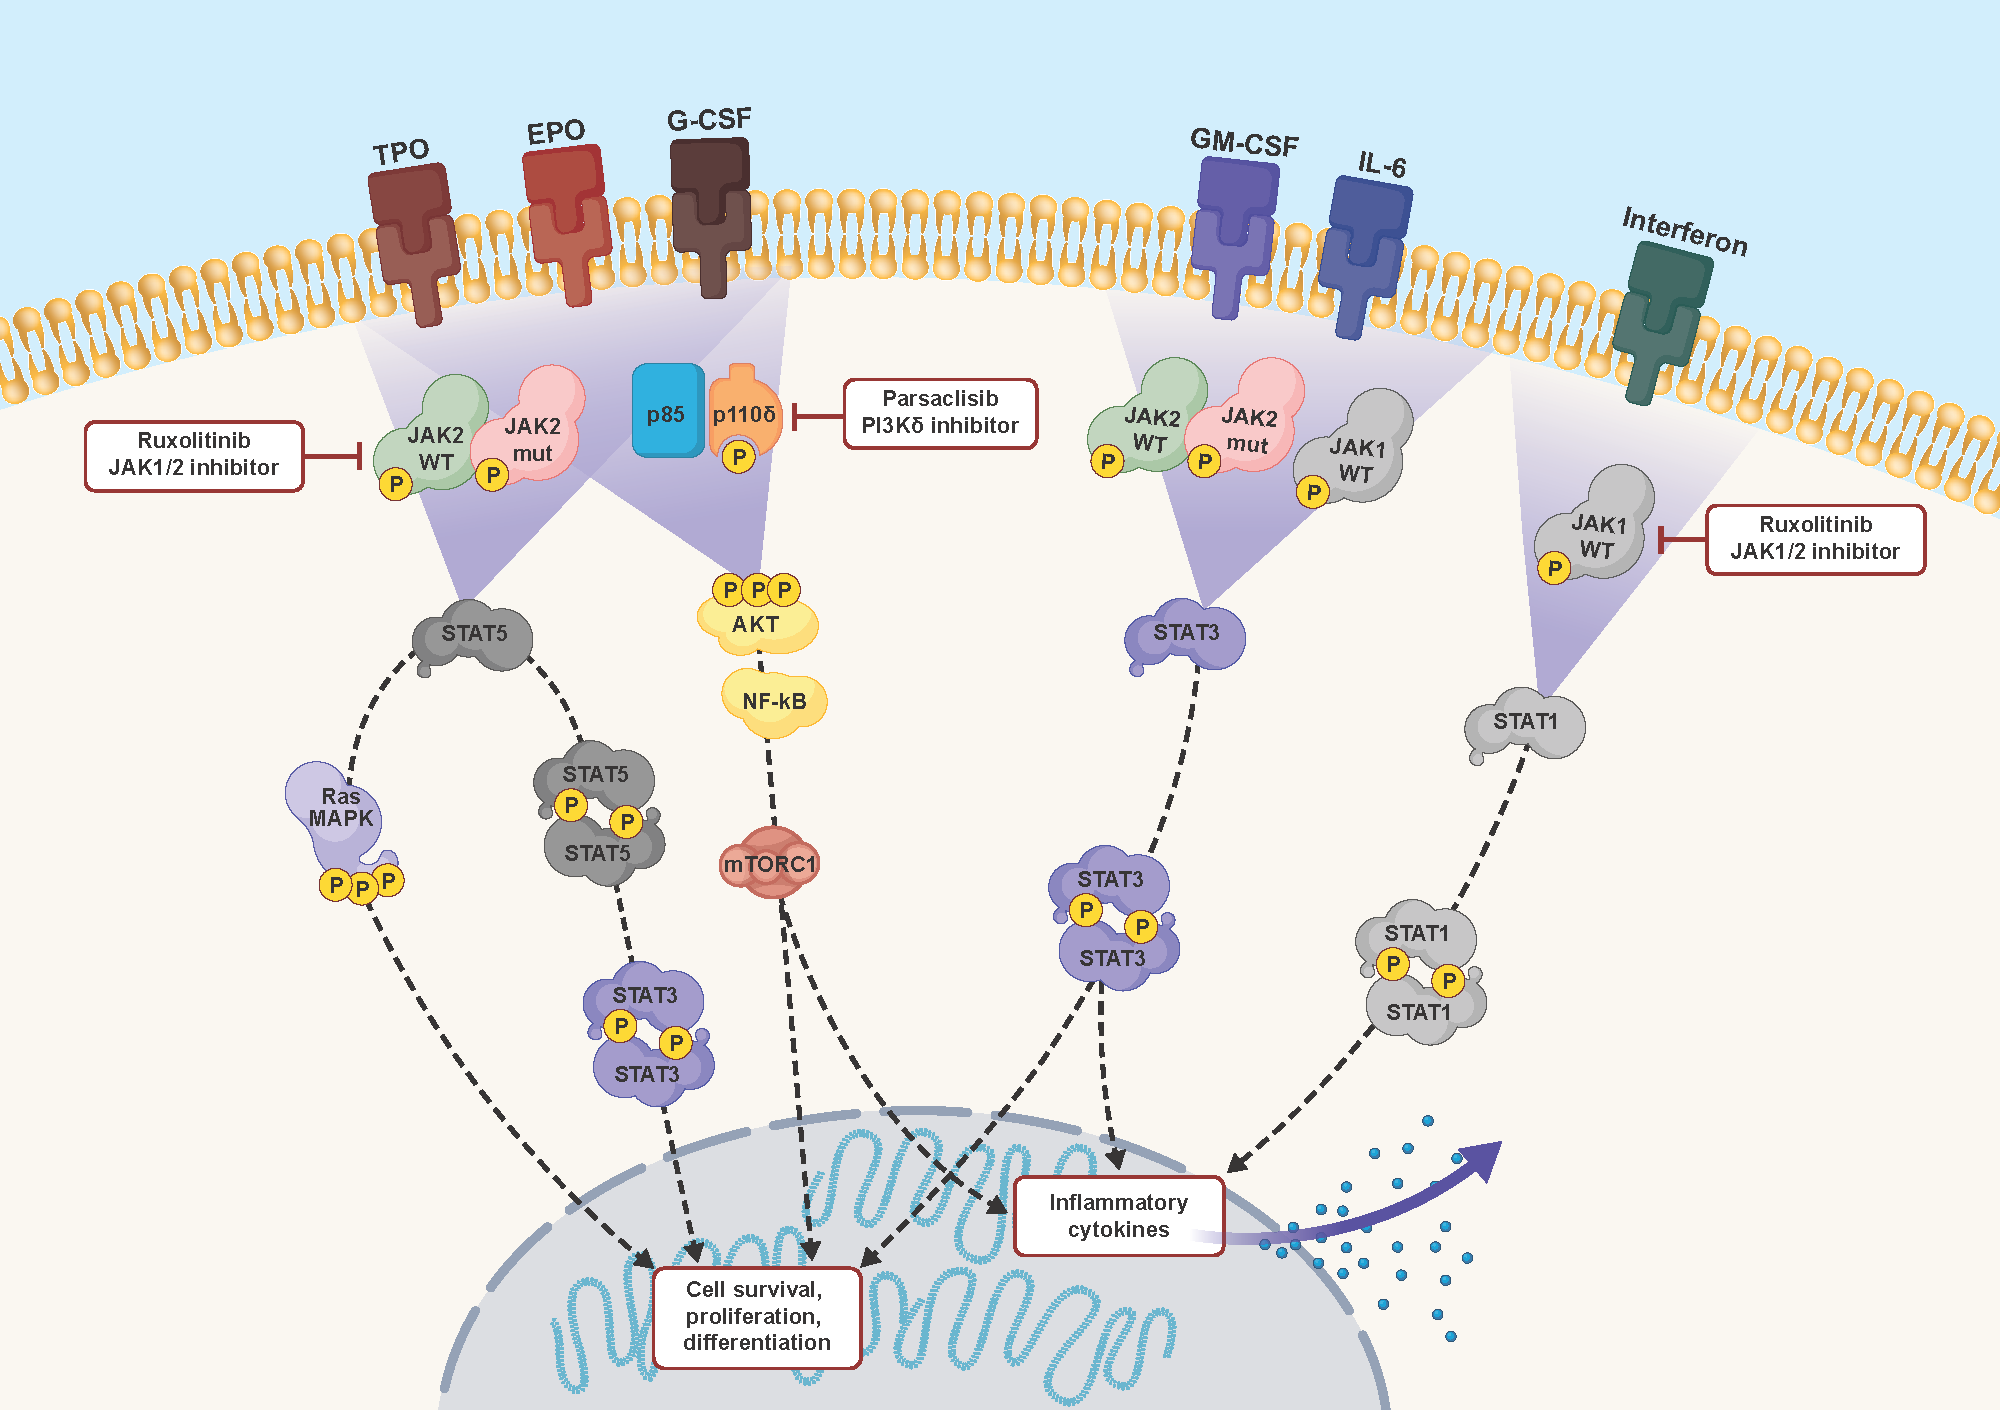 TPO
EPO
G-CSF
GM-CSF
IL-6
Interferon
Ruxolitinib
JAK1/2 inhibitor
JAK2
WT
P
JAK2
mut
P
p85
p110δ
P
Parsaclisib
PI3Kδ inhibitor
JAK2
WT
P
JAK2
mut
P
JAK1
WT
P
JAK1
WT
P
Ruxolitinib
JAK1/2 inhibitor
STAT5
P P P
AKT
NF-kB
STAT3
STAT1
Ras
MAPK
P P P
STAT5
P
P
STAT5
mTORC1
STAT3
P
P
STAT3
STAT1
P
P
STAT1
STAT3
P
P
STAT3
Inflammatory
cytokines
Cell survival,
proliferation,
differentiation